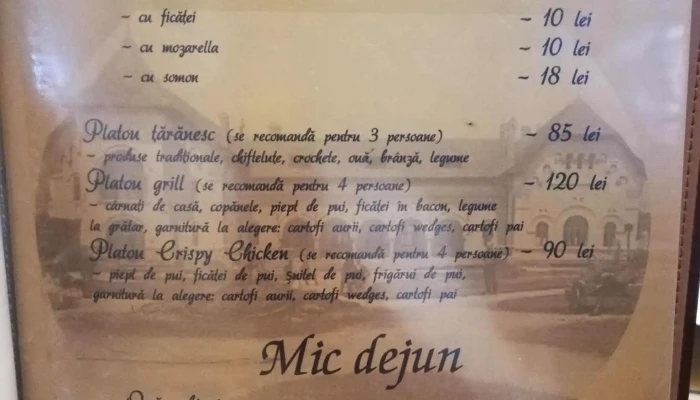 - cu ficăței - 10 lei
- cu mozarella - 10 lei
- cu somon - 18 lei
Platou țărănesc (se recomandă pentru 3 persoane) - 85 lei
- produse tradiționale, chiftelute, crochete, ouă, brânză, legume
Platou grill (se recomandă pentru 4 persoane) - 120 lei
- cârnați de casă, copănele, piept de pui, ficăței în bacon, legume
la grătar, garnitură la alegere: cartofi aurii, cartofi wedges, cartofi pai
Platou Crispy Chicken (se recomandă pentru 4 persoane) - 90 lei
- piept de pui, ficăței de pui, șnițel de pui, frigărui de pui,
garnitură la alegere: cartofi aurii, cartofi wedges, cartofi pai
Mic dejun